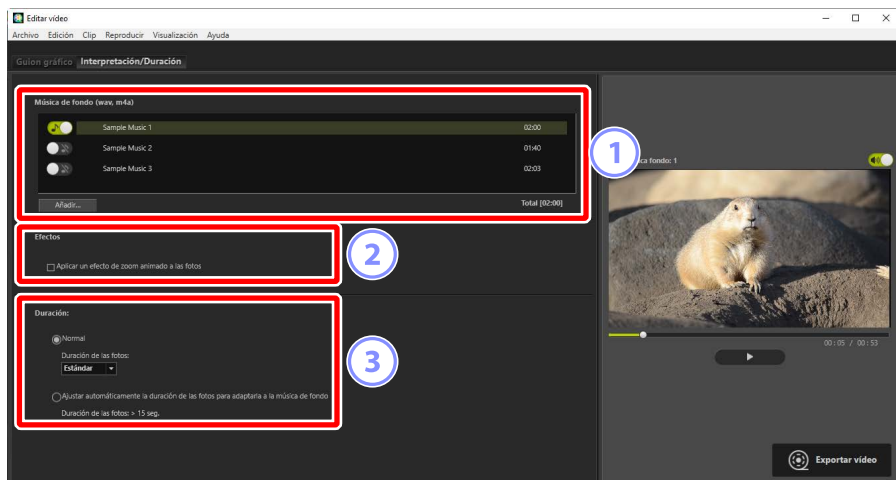 Editar vídeo
Archivo Edición Clip Reproducir Visualización Ayuda
Guion gráfico Interpretación/Duración
Música de fondo (wav, m4a)
Sample Music 1 02:00
Sample Music 2 01:40
Sample Music 3 02:03
Añadir... Total [02:00]
1
fondo: 1
Efectos
Aplicar un efecto de zoom animado a las fotos
2
Duración:
Normal
Duración de las fotos:
Estándar
Ajustar automáticamente la duración de las fotos para adaptarla a la música de fondo
Duración de las fotos: > 15 seg.
3
00:05 / 00:53
Exportar vídeo